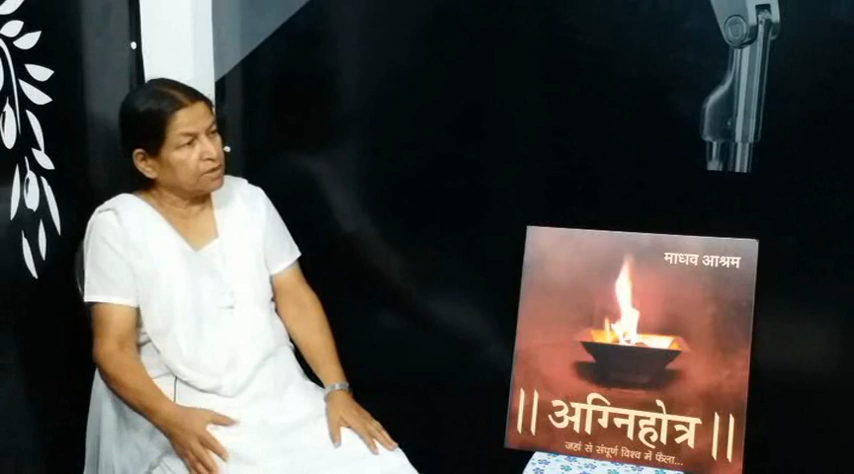 माधव आश्रम
|| अग्निहोत्र ||
जहां से संपूर्ण विश्व में फैला...